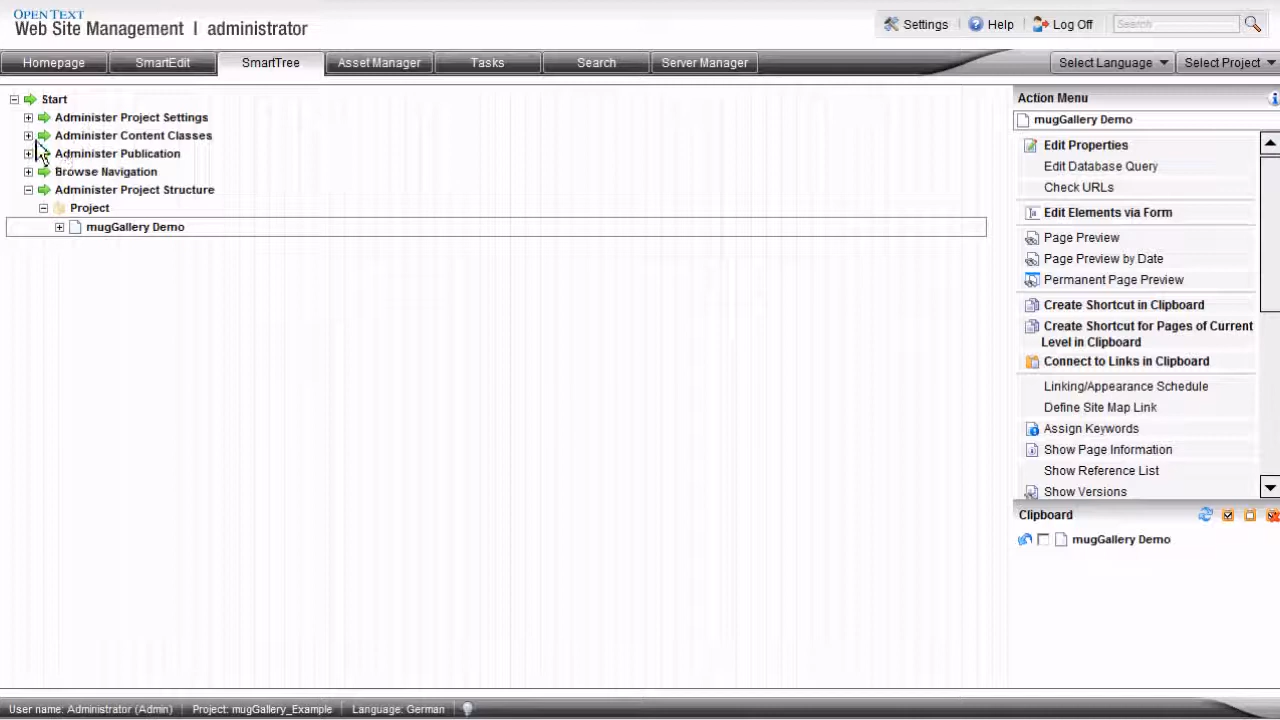 OPEN TEXT
Web Site Management | administrator
Settings
Help
Log Off
Search
Homepage
SmartEdit
SmartTree
Asset Manager
Tasks
Search
Server Manager
Select Language
Select Project
Start
Administer Project Settings
Administer Content Classes
Administer Publication
Browse Navigation
Administer Project Structure
Project
mugGallery Demo
Action Menu
mugGallery Demo
Edit Properties
Edit Database Query
Check URLs
Edit Elements via Form
Page Preview
Page Preview by Date
Permanent Page Preview
Create Shortcut in Clipboard
Create Shortcut for Pages of Current
Level in Clipboard
Connect to Links in Clipboard
Linking/Appearance Schedule
Define Site Map Link
Assign Keywords
Show Page Information
Show Reference List
Show Versions
Clipboard
mugGallery Demo
User name: Administrator (Admin)
Project: mugGallery_Example
Language: German